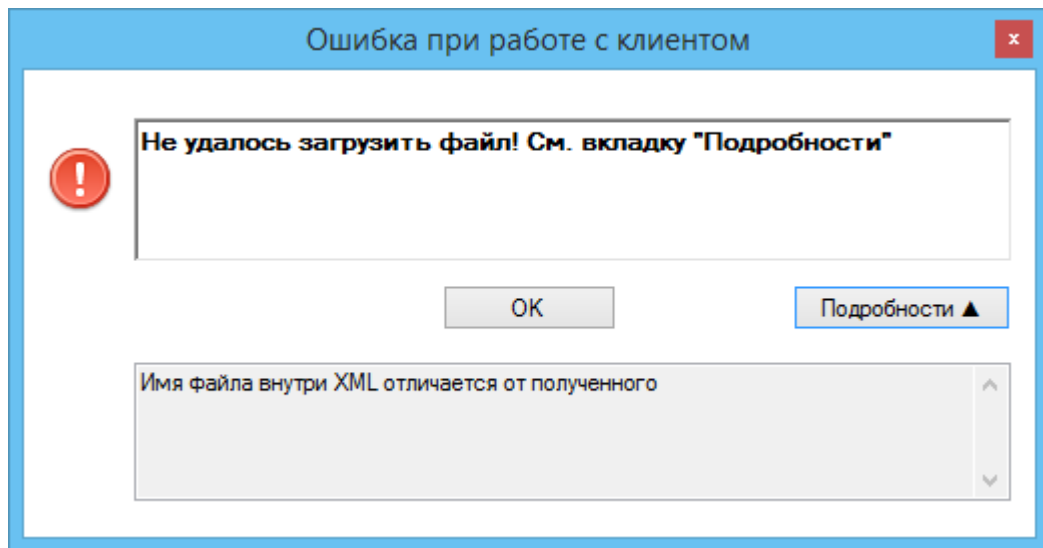 Ошибка при работе с клиентом
x
Не удалось загрузить файл! См. вкладку "Подробности"
OK
Подробности ▲
Имя файла внутри XML отличается от полученного